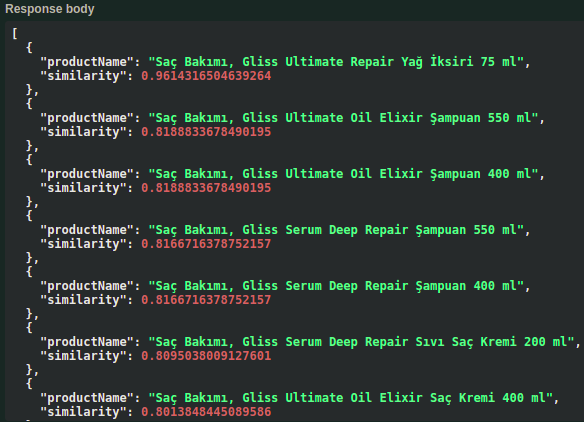 Response body
[
{
"productName": "Saç Bakımı, Gliss Ultimate Repair Yağ İksiri 75 ml",
"similarity": 0.9614316504639264
},
{
"productName": "Saç Bakımı, Gliss Ultimate Oil Elixir Şampuan 550 ml",
"similarity": 0.8188833678490195
},
{
"productName": "Saç Bakımı, Gliss Ultimate Oil Elixir Şampuan 400 ml",
"similarity": 0.8188833678490195
},
{
"productName": "Saç Bakımı, Gliss Serum Deep Repair Şampuan 550 ml",
"similarity": 0.8166716378752157
},
{
"productName": "Saç Bakımı, Gliss Serum Deep Repair Şampuan 400 ml",
"similarity": 0.8166716378752157
},
{
"productName": "Saç Bakımı, Gliss Serum Deep Repair Sıvı Saç Kremi 200 ml",
"similarity": 0.8095038009127601
},
{
"productName": "Saç Bakımı, Gliss Ultimate Oil Elixir Saç Kremi 400 ml",
"similarity": 0.8013848445089586